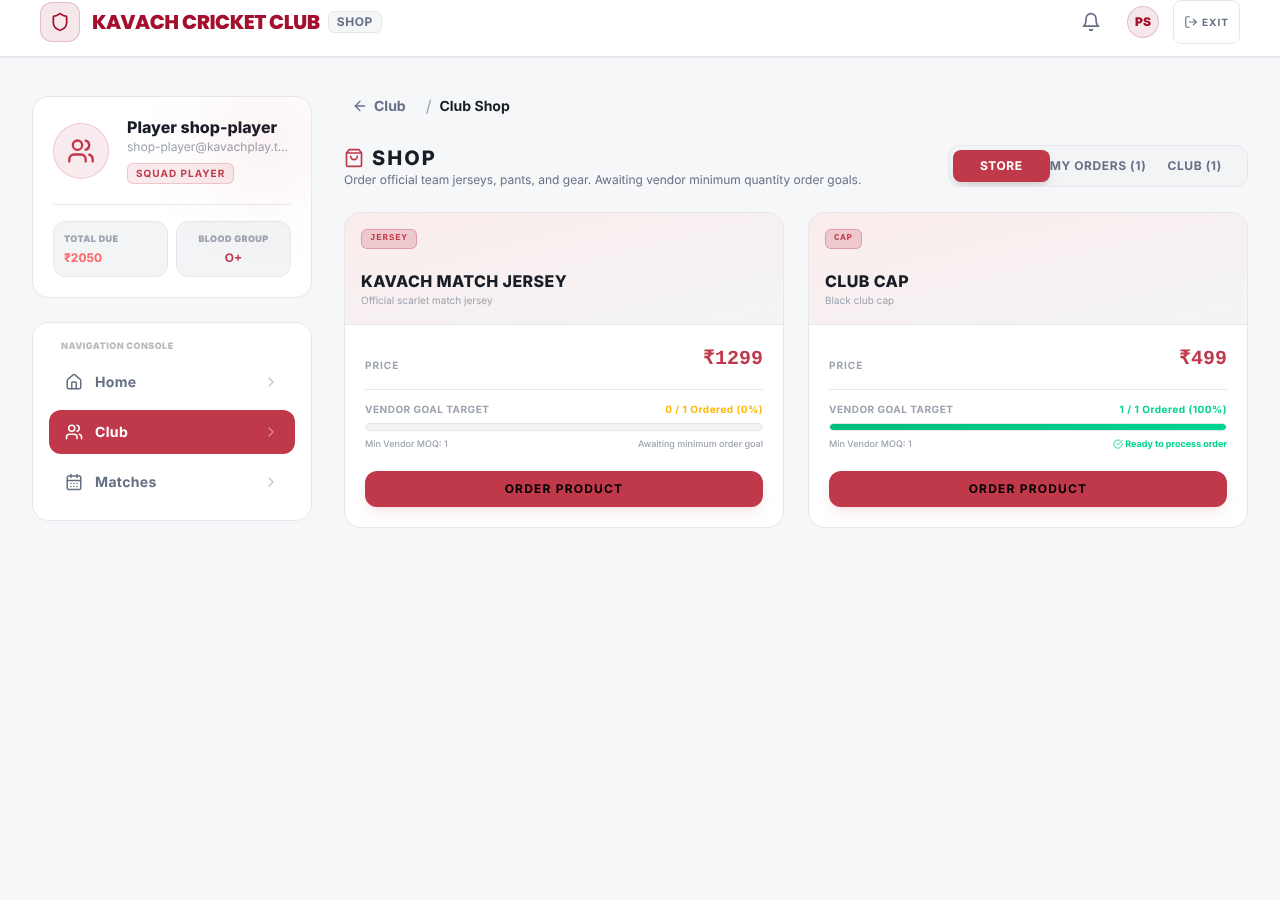 KAVACH CRICKET CLUB SHOP
PS
EXIT
Player shop-player
shop-player@kavachplay.t...
SQUAD PLAYER
TOTAL DUE
₹2050
BLOOD GROUP
O+
NAVIGATION CONSOLE
Home
Club
Matches
Club / Club Shop
SHOP
Order official team jerseys, pants, and gear. Awaiting vendor minimum quantity order goals.
STORE MY ORDERS (1) CLUB (1)
JERSEY
KAVACH MATCH JERSEY
Official scarlet match jersey
PRICE ₹1299
VENDOR GOAL TARGET 0 / 1 Ordered (0%)
Min Vendor MOQ: 1 Awaiting minimum order goal
ORDER PRODUCT
CAP
CLUB CAP
Black club cap
PRICE ₹499
VENDOR GOAL TARGET 1 / 1 Ordered (100%)
Min Vendor MOQ: 1 Ready to process order
ORDER PRODUCT